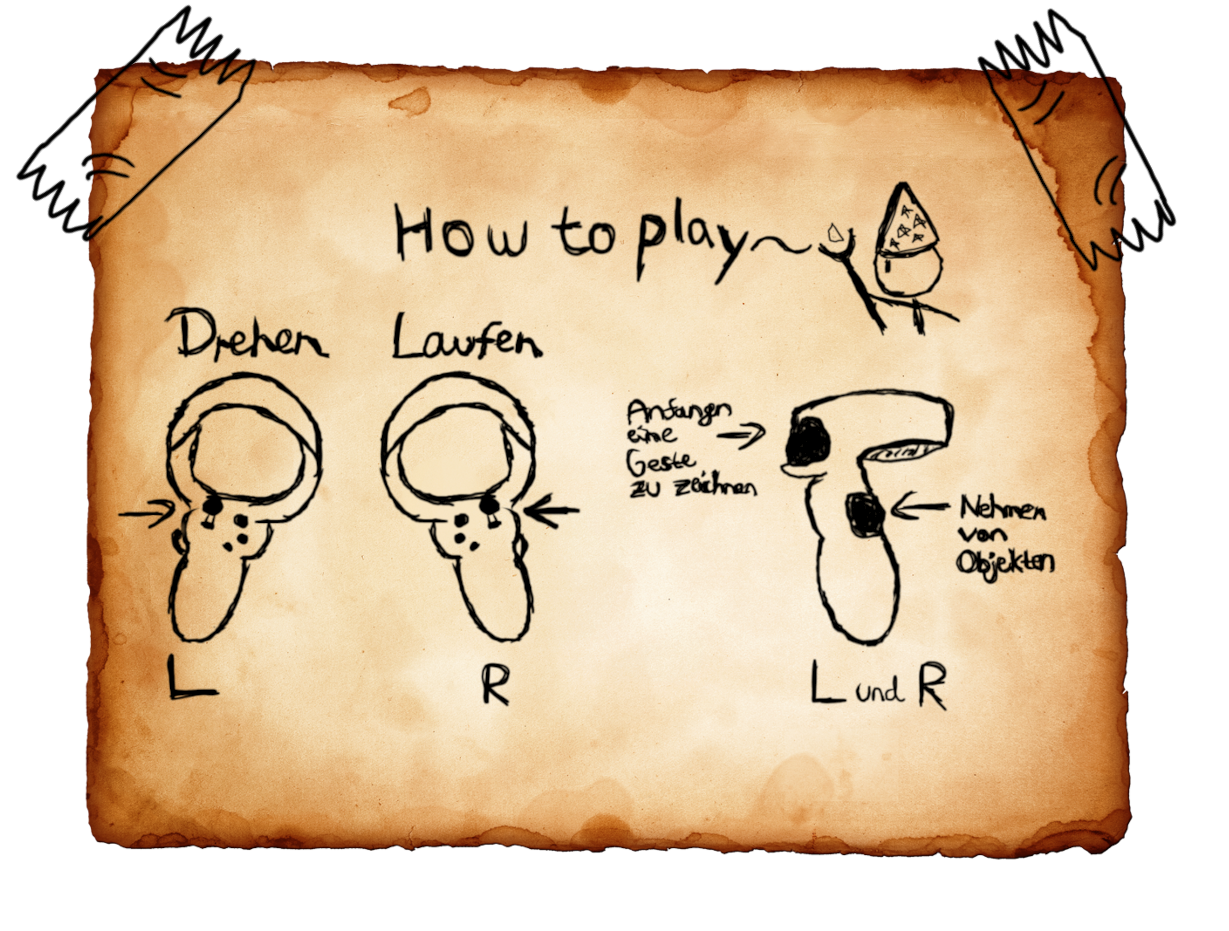 How to play~
Drehen
Laufen
Anfangen
eine
Geste
zu zeichnen
Nehmen
von
Objekten
L
R
L und R